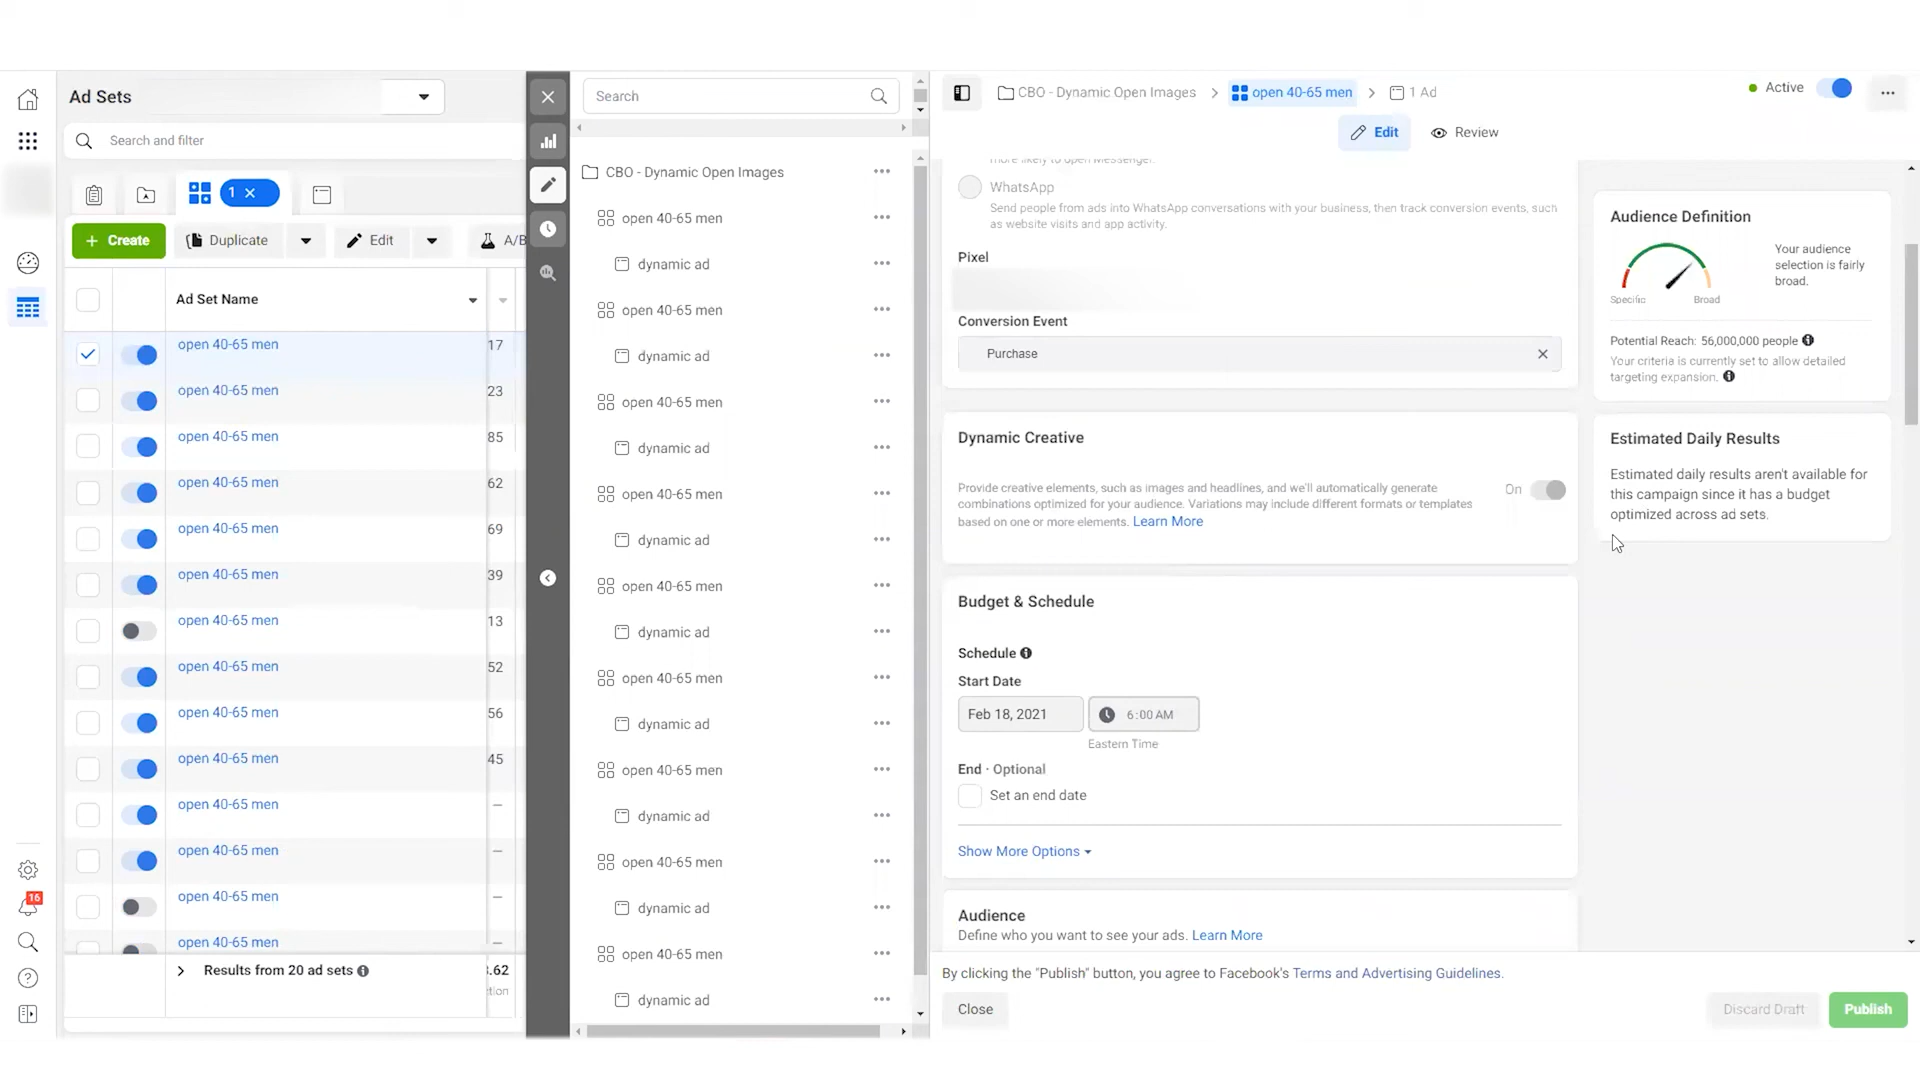 Ad Sets
Search and filter
1
Create
Duplicate
Edit
A/B
Ad Set Name
open 40-65 men
17
open 40-65 men
23
open 40-65 men
85
open 40-65 men
62
open 40-65 men
69
open 40-65 men
39
open 40-65 men
13
open 40-65 men
52
open 40-65 men
56
open 40-65 men
45
open 40-65 men
—
open 40-65 men
—
open 40-65 men
—
open 40-65 men
—
Results from 20 ad sets
.62
ction
16
Search
CBO - Dynamic Open Images
open 40-65 men
dynamic ad
open 40-65 men
dynamic ad
open 40-65 men
dynamic ad
open 40-65 men
dynamic ad
open 40-65 men
dynamic ad
open 40-65 men
dynamic ad
open 40-65 men
dynamic ad
open 40-65 men
dynamic ad
open 40-65 men
dynamic ad
CBO - Dynamic Open Images > open 40-65 men > 1 Ad
Active
Edit
Review
more likely to open Messenger.
WhatsApp
Send people from ads into WhatsApp conversations with your business, then track conversion events, such
as website visits and app activity.
Pixel
Conversion Event
Purchase
Dynamic Creative
Provide creative elements, such as images and headlines, and we'll automatically generate
combinations optimized for your audience. Variations may include different formats or templates
based on one or more elements. Learn More
On
Budget & Schedule
Schedule
Start Date
Feb 18, 2021
6:00 AM
Eastern Time
End · Optional
Set an end date
Show More Options
Audience
Define who you want to see your ads. Learn More
Audience Definition
Specific
Broad
Your audience
selection is fairly
broad.
Potential Reach: 56,000,000 people
Your criteria is currently set to allow detailed
targeting expansion.
Estimated Daily Results
Estimated daily results aren't available for
this campaign since it has a budget
optimized across ad sets.
By clicking the "Publish" button, you agree to Facebook's Terms and Advertising Guidelines.
Close
Discard Draft
Publish